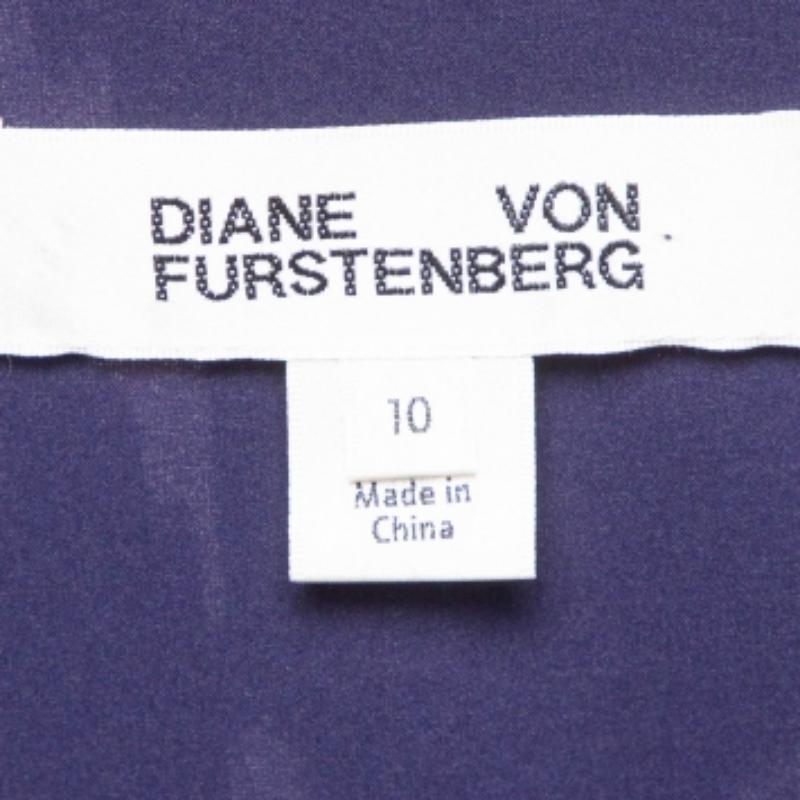 DIANE VON
FURSTENBERG
10
Made in
China